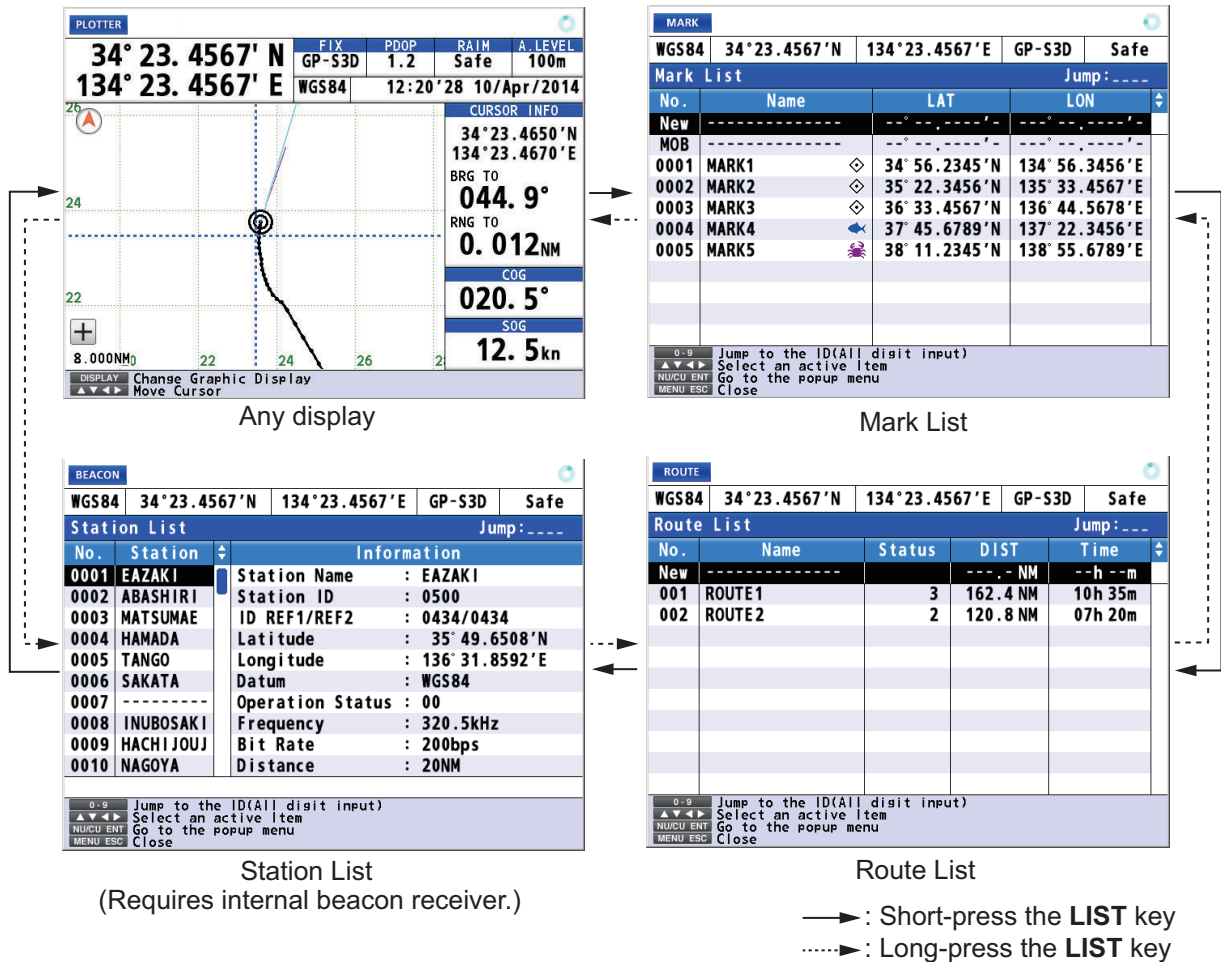 PLOTTER
34° 23. 4567' N
134° 23. 4567' E
FIX PDOP RAIM A.LEVEL
GP-S3D 1.2 Safe 100m
WGS84 12:20'28 10/Apr/2014
26
24
22
CURSOR INFO
34°23.4650'N
134°23.4670'E
BRG TO
044. 9°
RNG TO
0. 012NM
COG
020. 5°
SOG
12. 5kn
8.000NM 0 22 24 26 2
DISPLAY Change Graphic Display
▲▼◀▶ Move Cursor
Any display
MARK
WGS84 34°23.4567'N 134°23.4567'E GP-S3D Safe
Mark List Jump:____
No. Name LAT LON
New -------------- --° --.----'- ---° --.----'-
MOB -------------- --° --.----'- ---° --.----'-
0001 MARK1 34° 56.2345'N 134° 56.3456'E
0002 MARK2 35° 22.3456'N 135° 33.4567'E
0003 MARK3 36° 33.4567'N 136° 44.5678'E
0004 MARK4 37° 45.6789'N 137° 22.3456'E
0005 MARK5 38° 11.2345'N 138° 55.6789'E
0-9 Jump to the ID(All digit input)
▲▼◀▶ Select an active Item
NU/CU ENT Go to the popup menu
MENU ESC Close
Mark List
BEACON
WGS84 34°23.4567'N 134°23.4567'E GP-S3D Safe
Station List Jump:____
No. Station Information
0001 EAZAKI Station Name : EAZAKI
0002 ABASHIRI Station ID : 0500
0003 MATSUMAE ID REF1/REF2 : 0434/0434
0004 HAMADA Latitude : 35° 49.6508'N
0005 TANGO Longitude : 136° 31.8592'E
0006 SAKATA Datum : WGS84
0007 --------- Operation Status : 00
0008 INUBOSAKI Frequency : 320.5kHz
0009 HACHIJOUJ Bit Rate : 200bps
0010 NAGOYA Distance : 20NM
0-9 Jump to the ID(All digit input)
▲▼◀▶ Select an active Item
NU/CU ENT Go to the popup menu
MENU ESC Close
Station List
(Requires internal beacon receiver.)
ROUTE
WGS84 34°23.4567'N 134°23.4567'E GP-S3D Safe
Route List Jump:___
No. Name Status DIST Time
New -------------- ---.- NM --h --m
001 ROUTE1 3 162.4 NM 10h 35m
002 ROUTE2 2 120.8 NM 07h 20m
0-9 Jump to the ID(All digit input)
▲▼◀▶ Select an active Item
NU/CU ENT Go to the popup menu
MENU ESC Close
Route List
: Short-press the LIST key
: Long-press the LIST key